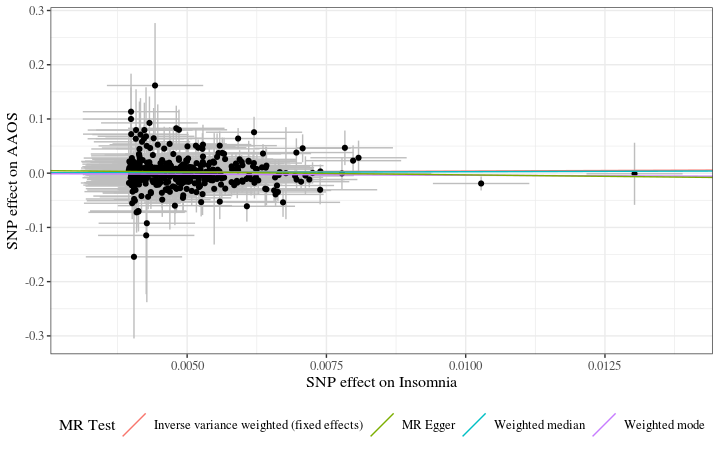 SNP effect on AAOS
0.3
0.2
0.1
0.0
-0.1
-0.2
-0.3
0.0050 0.0075 0.0100 0.0125
SNP effect on Insomnia
MR Test Inverse variance weighted (fixed effects) MR Egger Weighted median Weighted mode